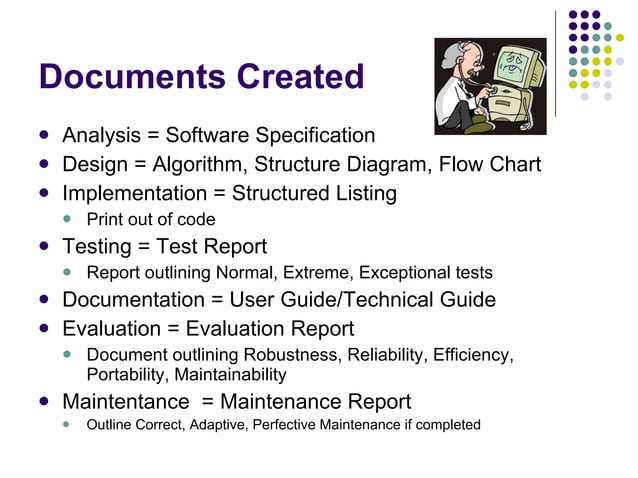 Documents Created
Analysis = Software Specification
Design = Algorithm, Structure Diagram, Flow Chart
Implementation = Structured Listing
Print out of code
Testing = Test Report
Report outlining Normal, Extreme, Exceptional tests
Documentation = User Guide/Technical Guide
Evaluation = Evaluation Report
Document outlining Robustness, Reliability, Efficiency,
Portability, Maintainability
Maintentance  = Maintenance Report
Outline Correct, Adaptive, Perfective Maintenance if completed